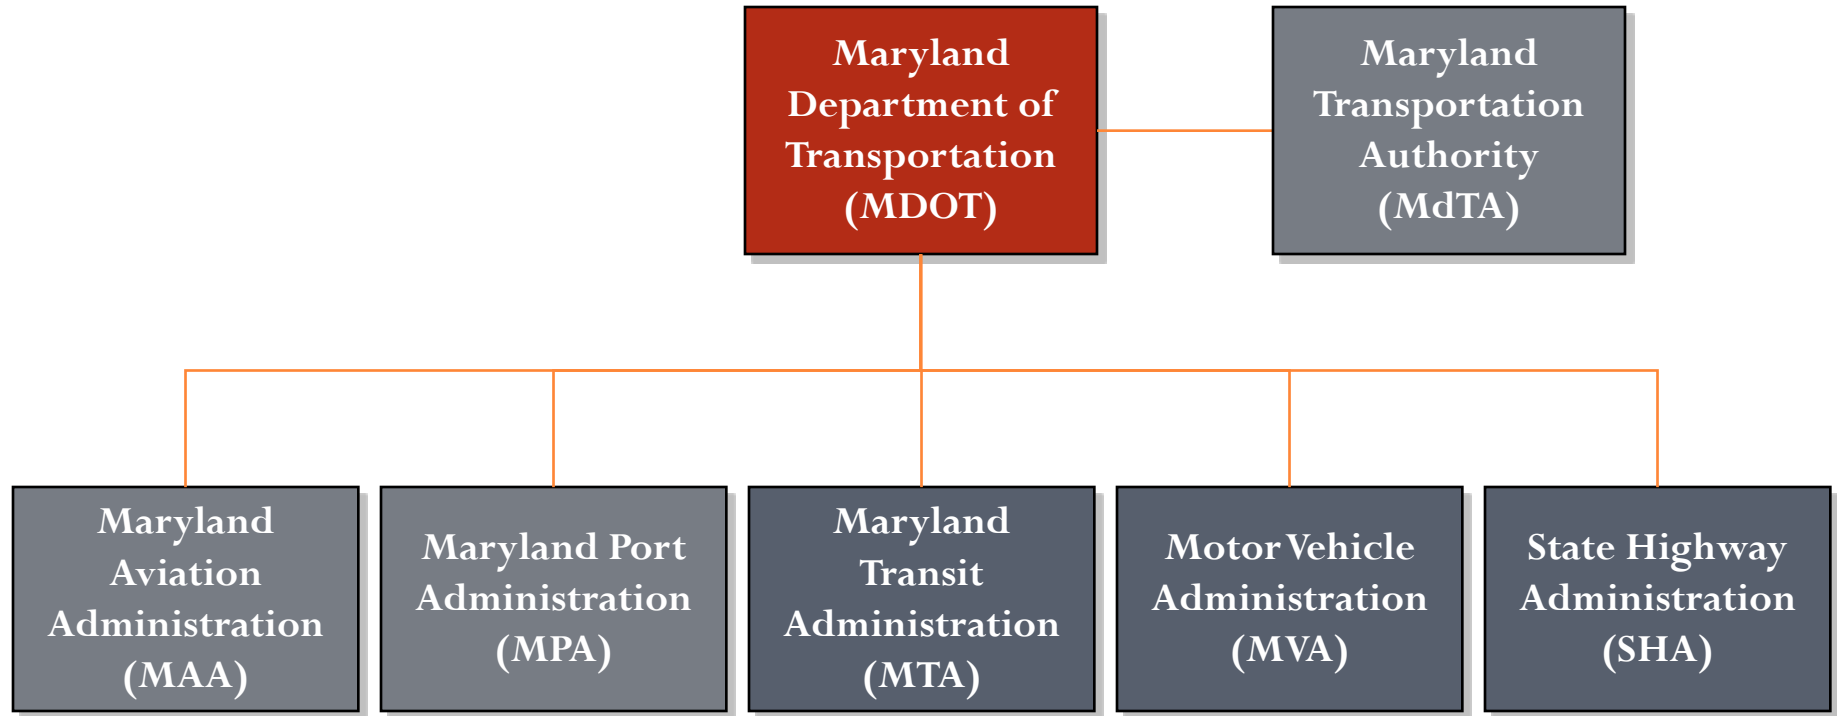 Maryland
Department of
Transportation
(MDOT)
Maryland
Transportation
Authority
(MdTA)
Maryland
Aviation
Administration
(MAA)
Maryland Port
Administration
(MPA)
Maryland
Transit
Administration
(MTA)
Motor Vehicle
Administration
(MVA)
State Highway
Administration
(SHA)